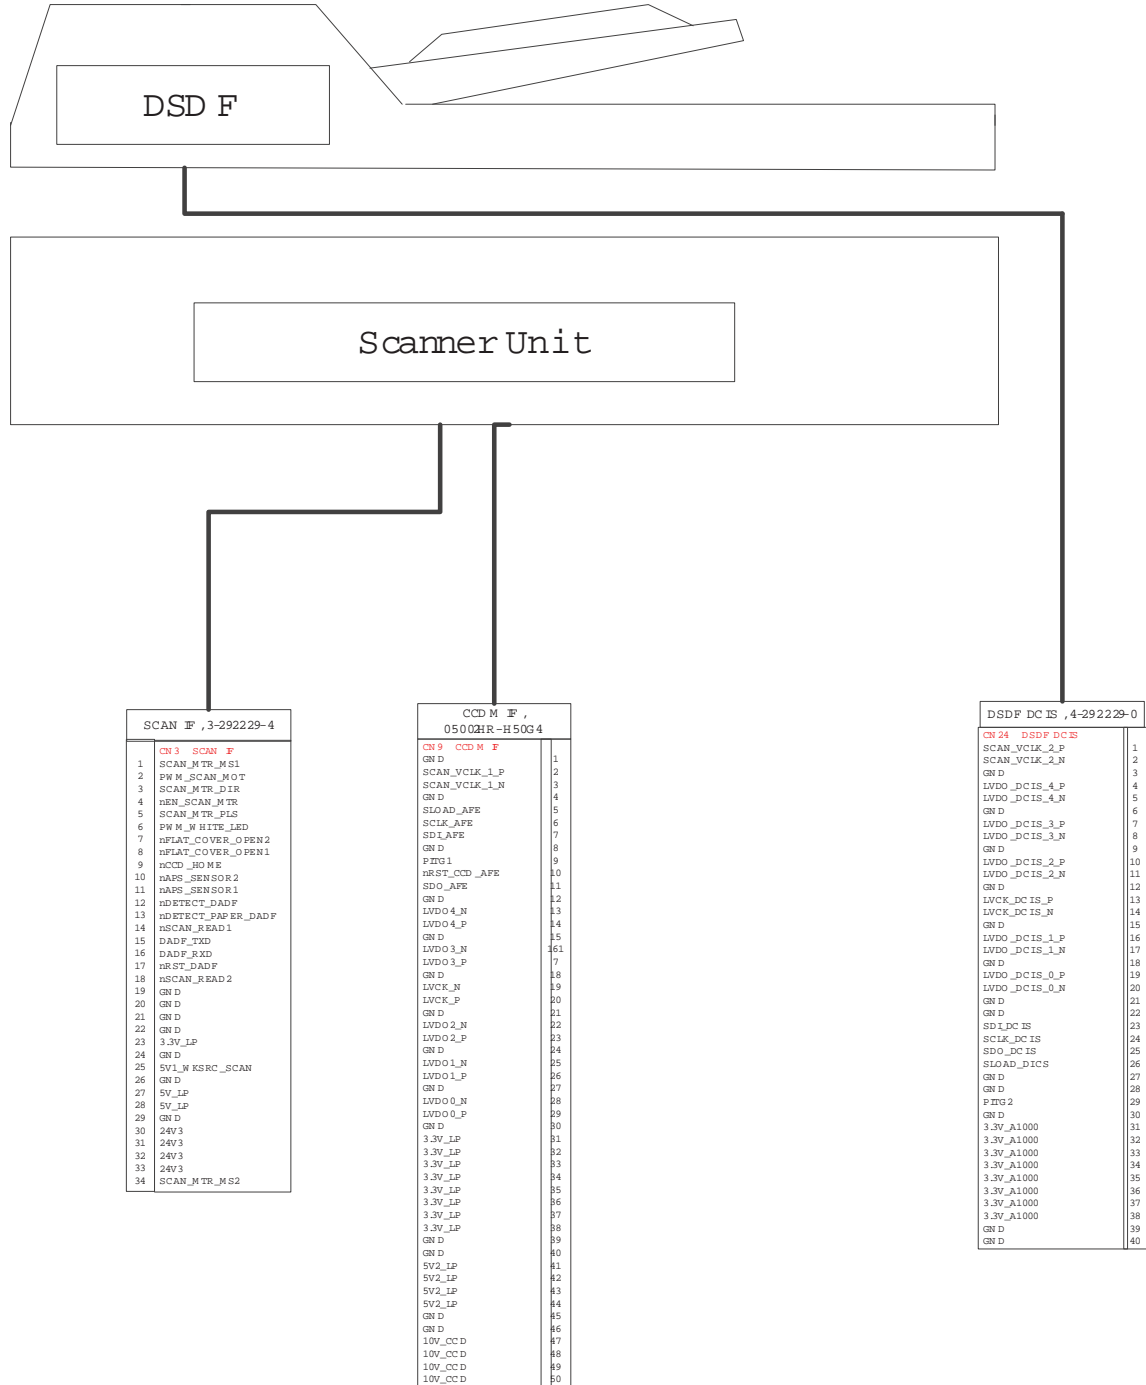 DSDF
Scanner Unit
SCAN IF ,3-292229-4
CN3 SCAN IF
1 SCAN_MTR_MS1
2 PWM_SCAN_MOT
3 SCAN_MTR_DIR
4 nEN_SCAN_MTR
5 SCAN_MTR_PLS
6 PWM_WHITE_LED
7 nFLAT_COVER_OPEN2
8 nFLAT_COVER_OPEN1
9 nCCD_HOME
10 nAPS_SENSOR2
11 nAPS_SENSOR1
12 nDETECT_DADF
13 nDETECT_PAPER_DADF
14 nSCAN_READ1
15 DADF_TXD
16 DADF_RXD
17 nRST_DADF
18 nSCAN_READ2
19 GND
20 GND
21 GND
22 GND
23 3.3V_LP
24 GND
25 5V1_WKSRC_SCAN
26 GND
27 5V_LP
28 5V_LP
29 GND
30 24V3
31 24V3
32 24V3
33 24V3
34 SCAN_MTR_MS2
CCDM IF ,
05002HR-H50G4
CN9 CCDM IF
GND 1
SCAN_VCLK_1_P 2
SCAN_VCLK_1_N 3
GND 4
SLOAD_AFE 5
SCLK_AFE 6
SDI_AFE 7
GND 8
PITG1 9
nRST_CCD_AFE 10
SDO_AFE 11
GND 12
LVDO4_N 13
LVDO4_P 14
GND 15
LVDO3_N 161
LVDO3_P 7
GND 18
LVCK_N 19
LVCK_P 20
GND 21
LVDO2_N 22
LVDO2_P 23
GND 24
LVDO1_N 25
LVDO1_P 26
GND 27
LVDO0_N 28
LVDO0_P 29
GND 30
3.3V_LP 31
3.3V_LP 32
3.3V_LP 33
3.3V_LP 34
3.3V_LP 35
3.3V_LP 36
3.3V_LP 37
3.3V_LP 38
GND 39
GND 40
5V2_LP 41
5V2_LP 42
5V2_LP 43
5V2_LP 44
GND 45
GND 46
10V_CCD 47
10V_CCD 48
10V_CCD 49
10V_CCD 50
DSDF DCIS ,4-292229-0
CN24 DSDF DCIS
SCAN_VCLK_2_P 1
SCAN_VCLK_2_N 2
GND 3
LVDO_DCIS_4_P 4
LVDO_DCIS_4_N 5
GND 6
LVDO_DCIS_3_P 7
LVDO_DCIS_3_N 8
GND 9
LVDO_DCIS_2_P 10
LVDO_DCIS_2_N 11
GND 12
LVCK_DCIS_P 13
LVCK_DCIS_N 14
GND 15
LVDO_DCIS_1_P 16
LVDO_DCIS_1_N 17
GND 18
LVDO_DCIS_0_P 19
LVDO_DCIS_0_N 20
GND 21
GND 22
SDI_DCIS 23
SCLK_DCIS 24
SDO_DCIS 25
SLOAD_DICS 26
GND 27
GND 28
PITG2 29
GND 30
3.3V_A1000 31
3.3V_A1000 32
3.3V_A1000 33
3.3V_A1000 34
3.3V_A1000 35
3.3V_A1000 36
3.3V_A1000 37
3.3V_A1000 38
GND 39
GND 40